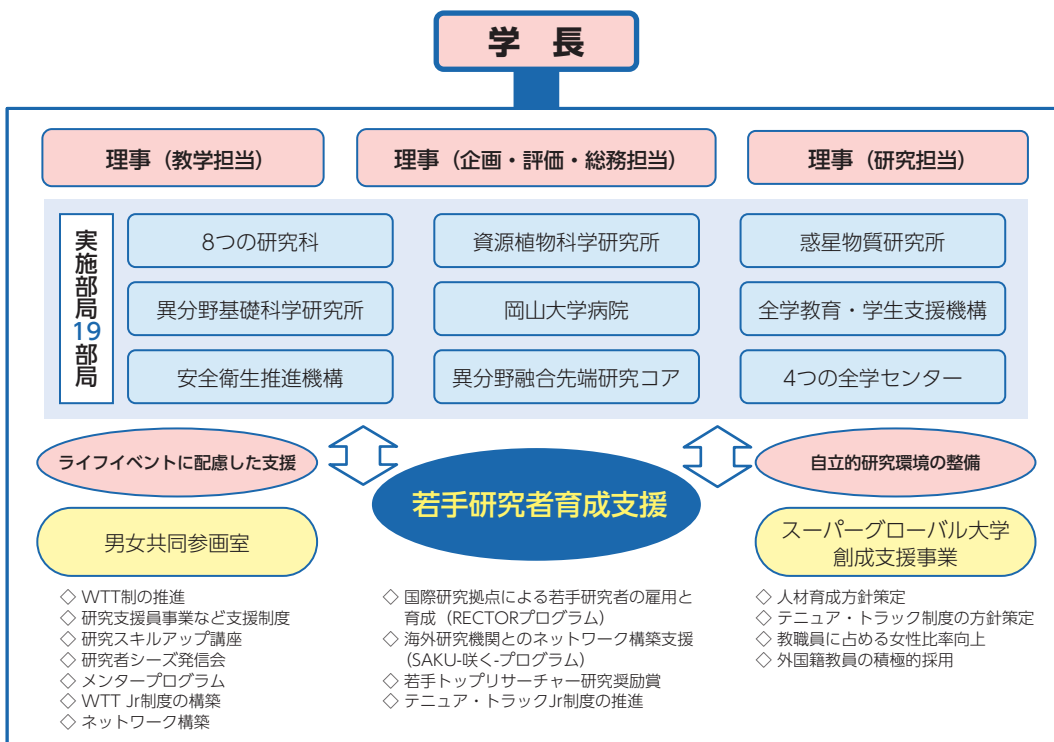 学 長
理事（教学担当）
理事（企画・評価・総務担当）
理事（研究担当）
実施部局19部局
8つの研究科
資源植物科学研究所
惑星物質研究所
異分野基礎科学研究所
岡山大学病院
全学教育・学生支援機構
安全衛生推進機構
異分野融合先端研究コア
4つの全学センター
ライフイベントに配慮した支援
若手研究者育成支援
自立的研究環境の整備
男女共同参画室
◇ WTT制の推進
◇ 研究支援員事業など支援制度
◇ 研究スキルアップ講座
◇ 研究者シーズ発信会
◇ メンタープログラム
◇ WTT Jr制度の構築
◇ ネットワーク構築
◇ 国際研究拠点による若手研究者の雇用と
育成（RECTORプログラム）
◇ 海外研究機関とのネットワーク構築支援
（SAKU-咲く-プログラム）
◇ 若手トップリサーチャー研究奨励賞
◇ テニュア・トラックJr制度の推進
スーパーグローバル大学
創成支援事業
◇ 人材育成方針策定
◇ テニュア・トラック制度の方針策定
◇ 教職員に占める女性比率向上
◇ 外国籍教員の積極的採用